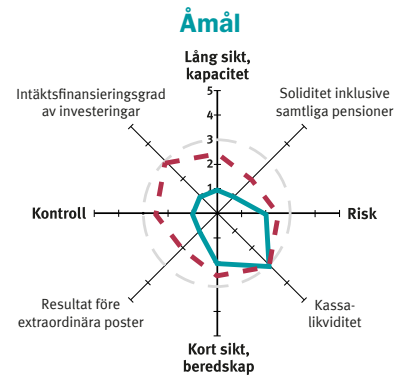 Åmål
Lång sikt,
kapacitet
Intäktsfinansieringsgrad
av investeringar
Soliditet inklusive
samtliga pensioner
5
4
3
2
1
Kontroll
Risk
Resultat före
extraordinära poster
Kassa-
likviditet
Kort sikt,
beredskap